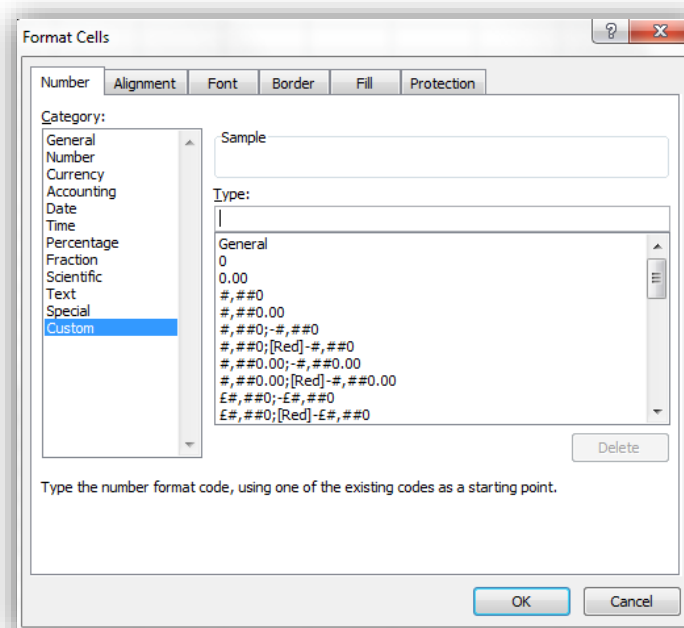 Format Cells
Number Alignment Font Border Fill Protection
Category:
General
Number
Currency
Accounting
Date
Time
Percentage
Fraction
Scientific
Text
Special
Custom
Sample
Type:
General
0
0.00
#,##0
#,##0.00
#,##0;-#,##0
#,##0;[Red]-#,##0
#,##0.00;-#,##0.00
#,##0.00;[Red]-#,##0.00
£#,##0;-£#,##0
£#,##0;[Red]-£#,##0
Delete
Type the number format code, using one of the existing codes as a starting point.
OK Cancel